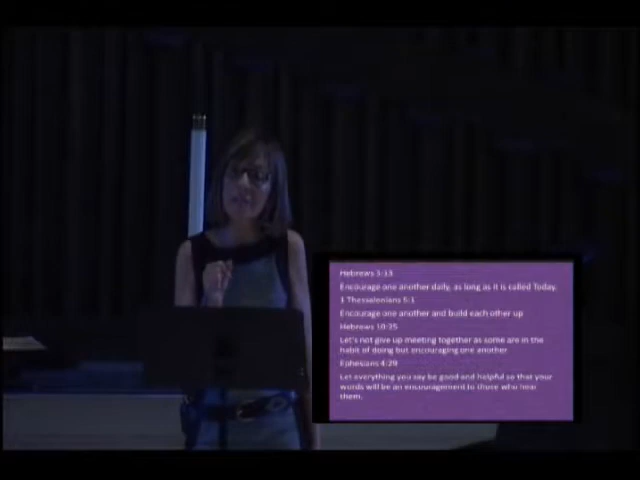 Hebrews 3:13
Encourage one another daily, as long as it is called Today.
1 Thessalonians 5:1
Encourage one another and build each other up
Hebrews 10:25
Let's not give up meeting together as some are in the
habit of doing but encouraging one another
Ephesians 4:29
Let everything you say be good and helpful so that your
words will be an encouragement to those who hear
them.